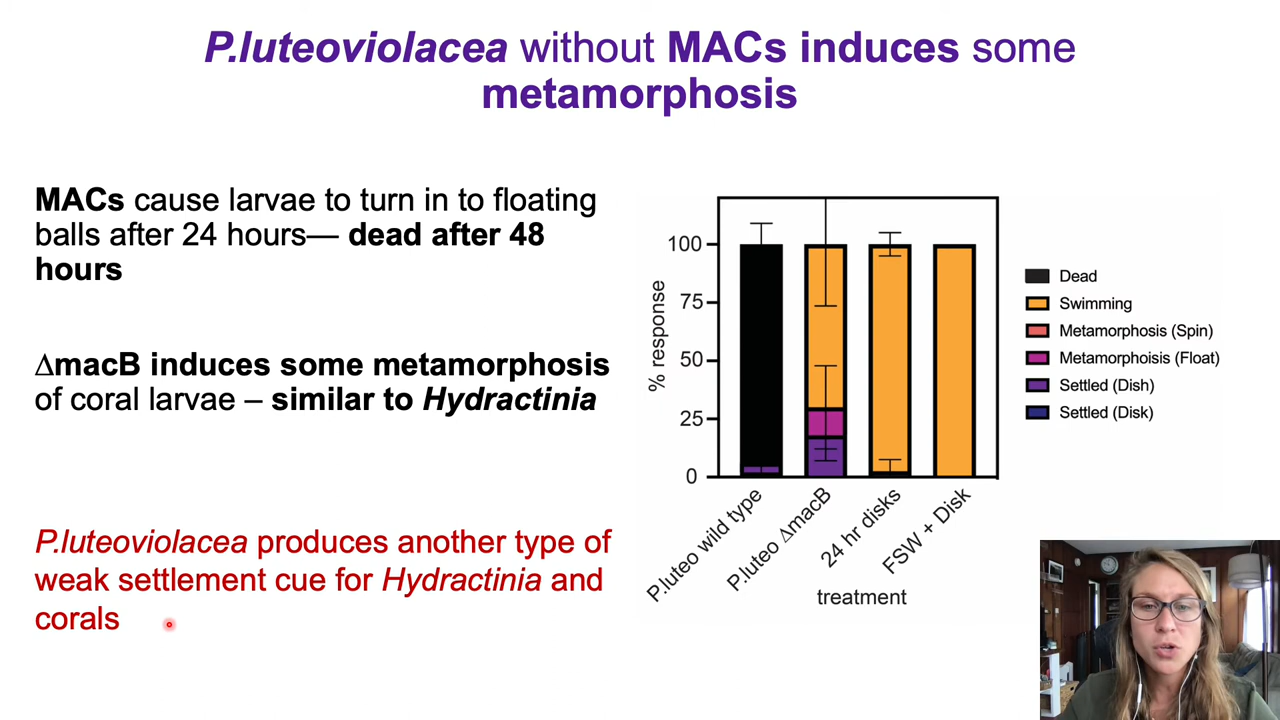 P.luteoviolacea without MACs induces some
metamorphosis
MACs cause larvae to turn in to floating
balls after 24 hours— dead after 48
hours
∆macB induces some metamorphosis
of coral larvae – similar to Hydractinia
P.luteoviolacea produces another type of
weak settlement cue for Hydractinia and
corals
% response
100
75
50
25
0
P.luteo wild type
P.luteo ∆macB
24 hr disks
FSW + Disk
treatment
Dead
Swimming
Metamorphosis (Spin)
Metamorphoisis (Float)
Settled (Dish)
Settled (Disk)